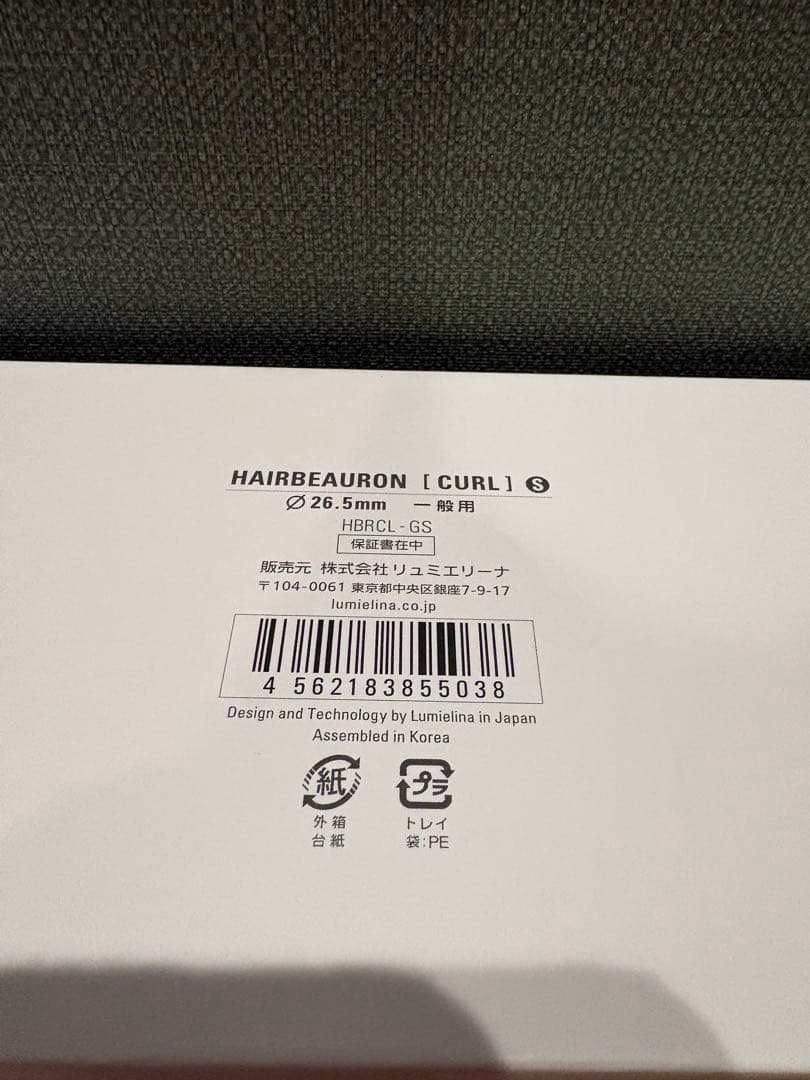 HAIRBEAURON [ CURL ] S
∅ 26.5mm 一般用
HBRCL-GS
保証書在中
販売元 株式会社リュミエリーナ
〒104-0061 東京都中央区銀座7-9-17
lumielina.co.jp
4 562183855038
Design and Technology by Lumielina in Japan
Assembled in Korea
紙 プラ
外箱 トレイ
台紙 袋:PE